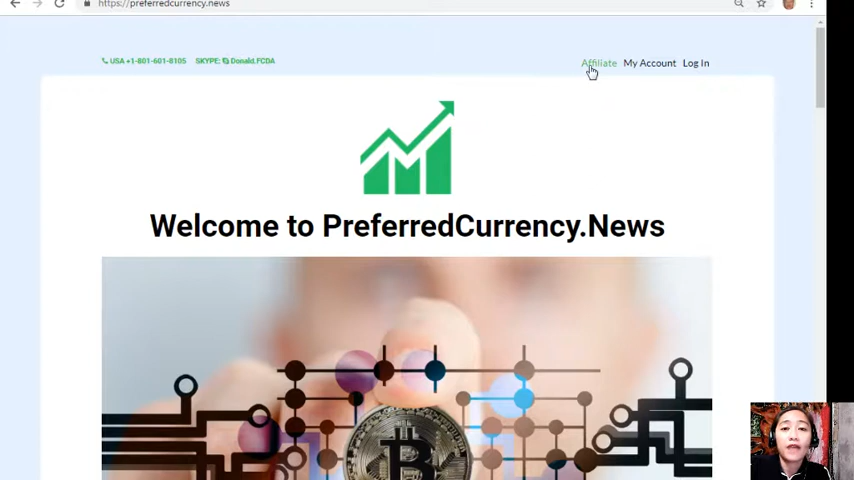 https://preferredcurrency.news
USA +1-801-601-8105 SKYPE: Donald.FCDA
Affiliate My Account Log In
Welcome to PreferredCurrency.News
B